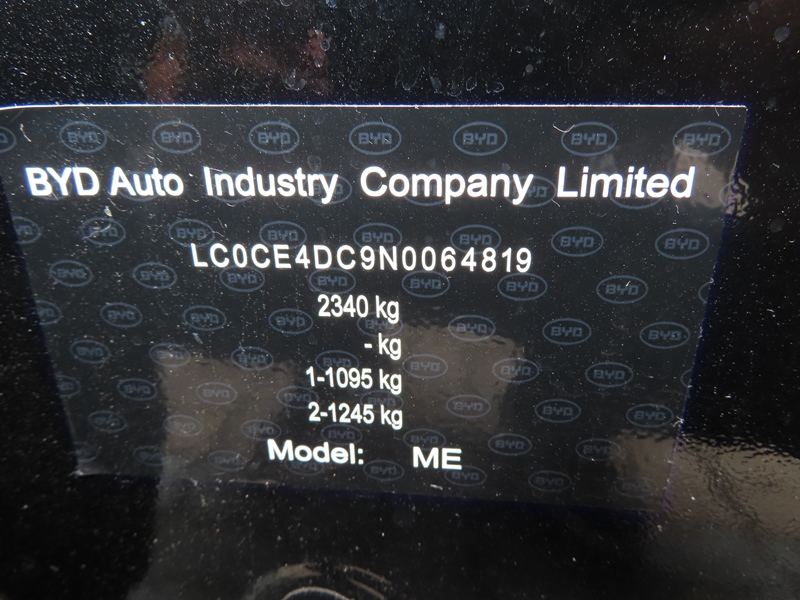 BYD Auto Industry Company Limited
LC0CE4DC9N0064819
2340 kg
- kg
1-1095 kg
2-1245 kg
Model: ME